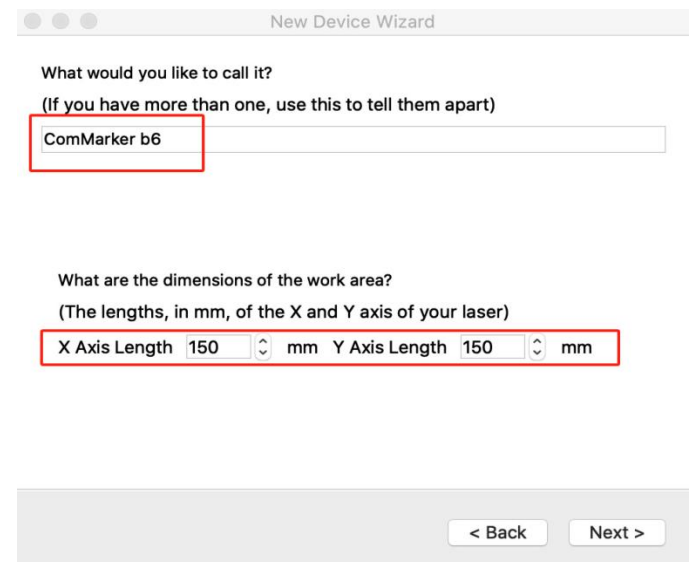 New Device Wizard
What would you like to call it?
(If you have more than one, use this to tell them apart)
ComMarker b6
What are the dimensions of the work area?
(The lengths, in mm, of the X and Y axis of your laser)
X Axis Length 150 mm Y Axis Length 150 mm
< Back Next >